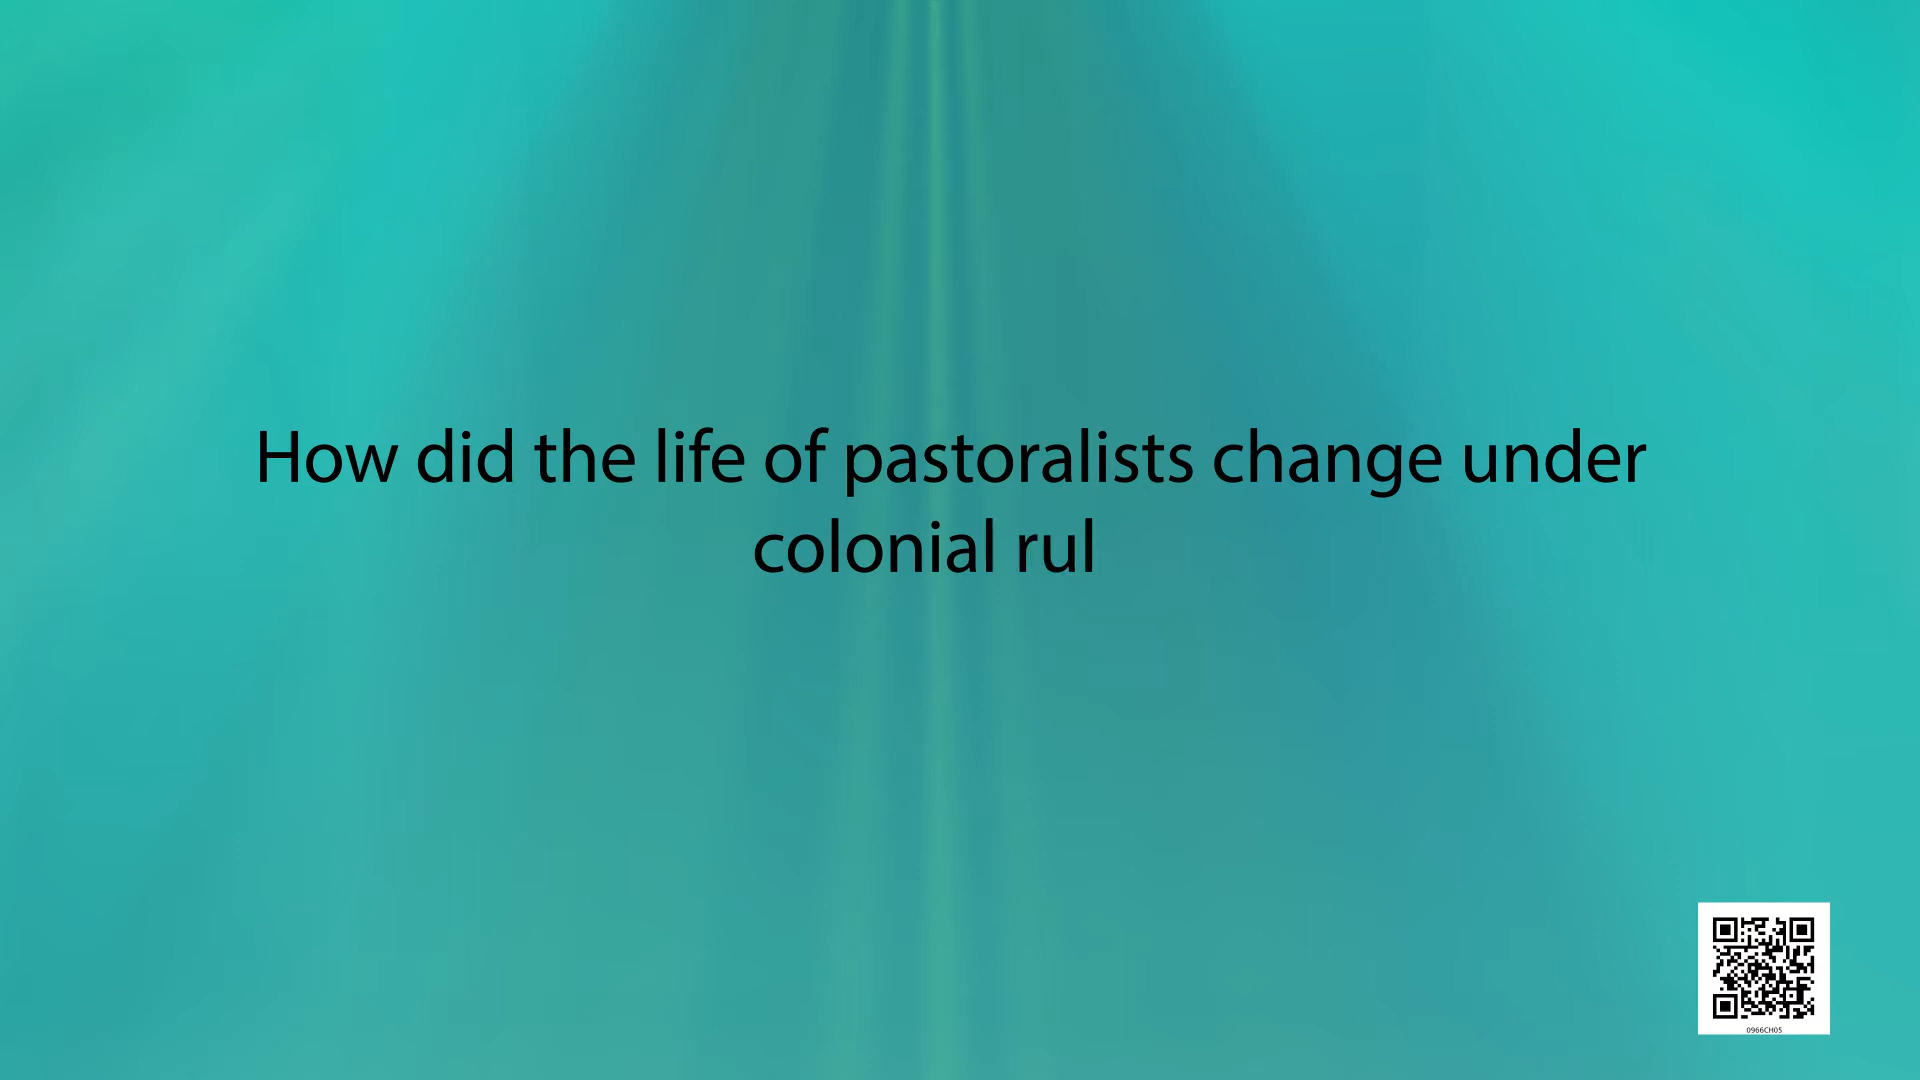 How did the life of pastoralists change under
colonial rul
0966CH05